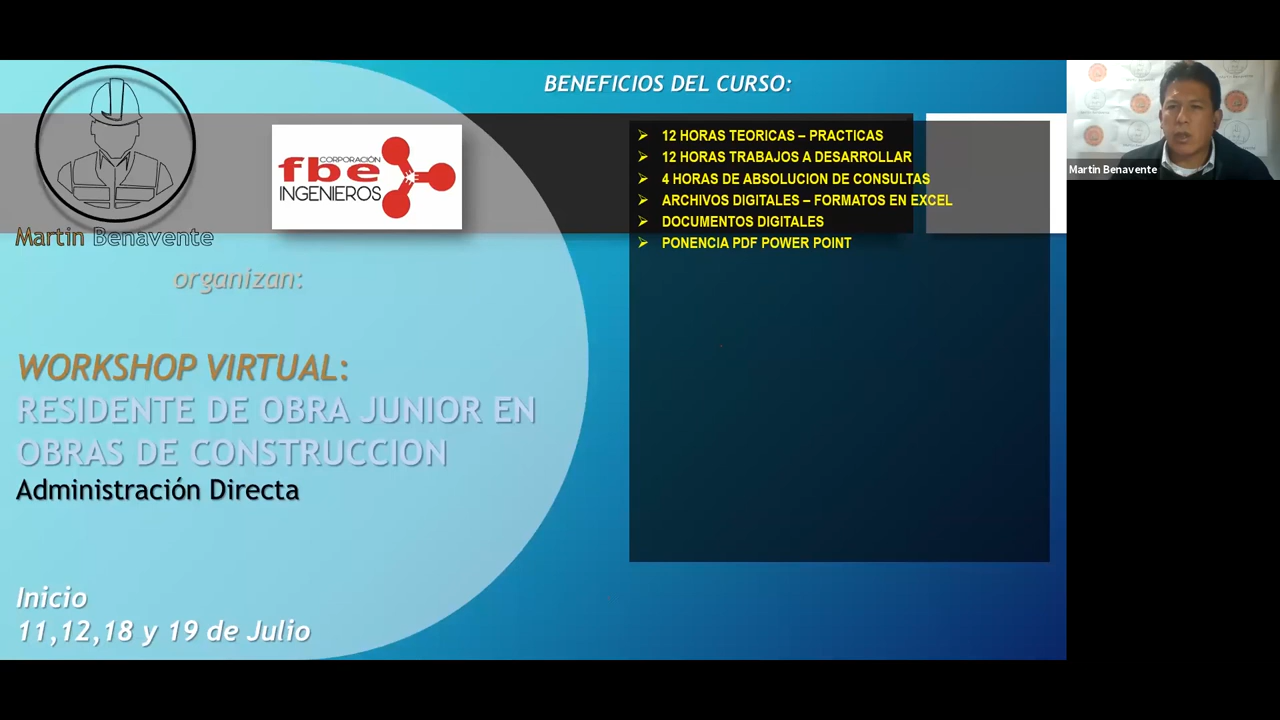 Martin Benavente
CORPORACIÓN
fbe
INGENIEROS
organizan:
WORKSHOP VIRTUAL:
RESIDENTE DE OBRA JUNIOR EN
OBRAS DE CONSTRUCCION
Administración Directa
Inicio
11,12,18 y 19 de Julio
BENEFICIOS DEL CURSO:
12 HORAS TEORICAS – PRACTICAS
12 HORAS TRABAJOS A DESARROLLAR
4 HORAS DE ABSOLUCION DE CONSULTAS
ARCHIVOS DIGITALES – FORMATOS EN EXCEL
DOCUMENTOS DIGITALES
PONENCIA PDF POWER POINT
Martin Benavente